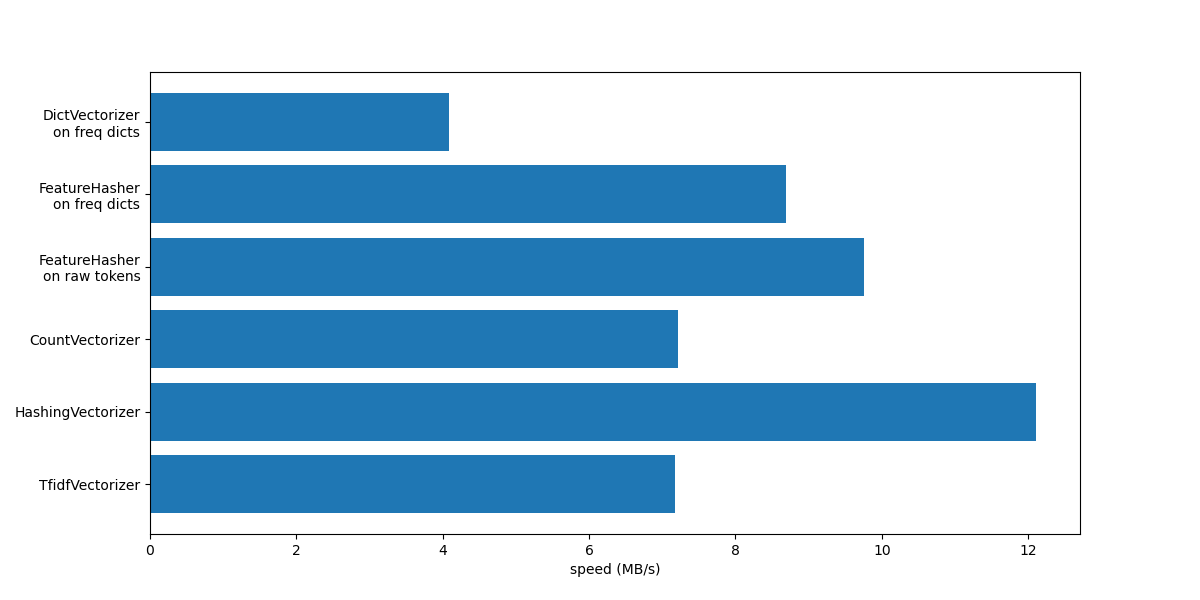 DictVectorizer
on freq dicts
FeatureHasher
on freq dicts
FeatureHasher
on raw tokens
CountVectorizer
HashingVectorizer
TfidfVectorizer
0 2 4 6 8 10 12
speed (MB/s)